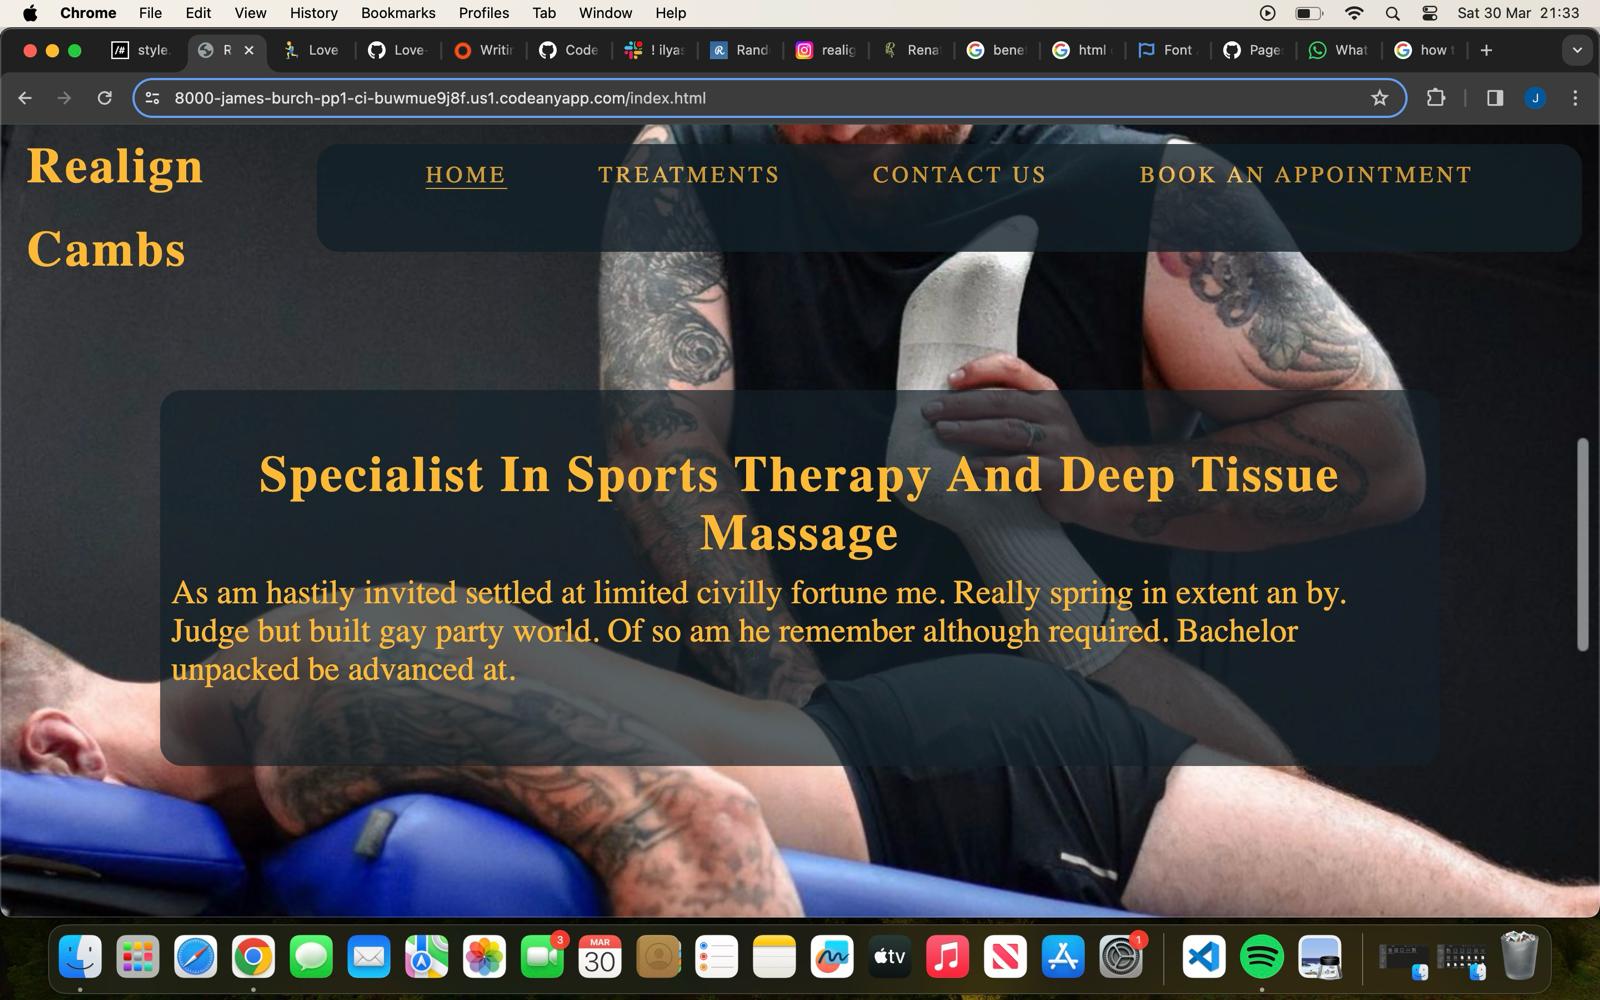 Chrome File Edit View History Bookmarks Profiles Tab Window Help Sat 30 Mar 21:33
/# style. R Love Love- Writin Code ! ilyas Rand realig Rena bene html Font Page What how
8000-james-burch-pp1-ci-buwmue9j8f.us1.codeanyapp.com/index.html J
Realign
Cambs
HOME TREATMENTS CONTACT US BOOK AN APPOINTMENT
Specialist In Sports Therapy And Deep Tissue
Massage
As am hastily invited settled at limited civilly fortune me. Really spring in extent an by.
Judge but built gay party world. Of so am he remember although required. Bachelor
unpacked be advanced at.
3 MAR 30 tv 1